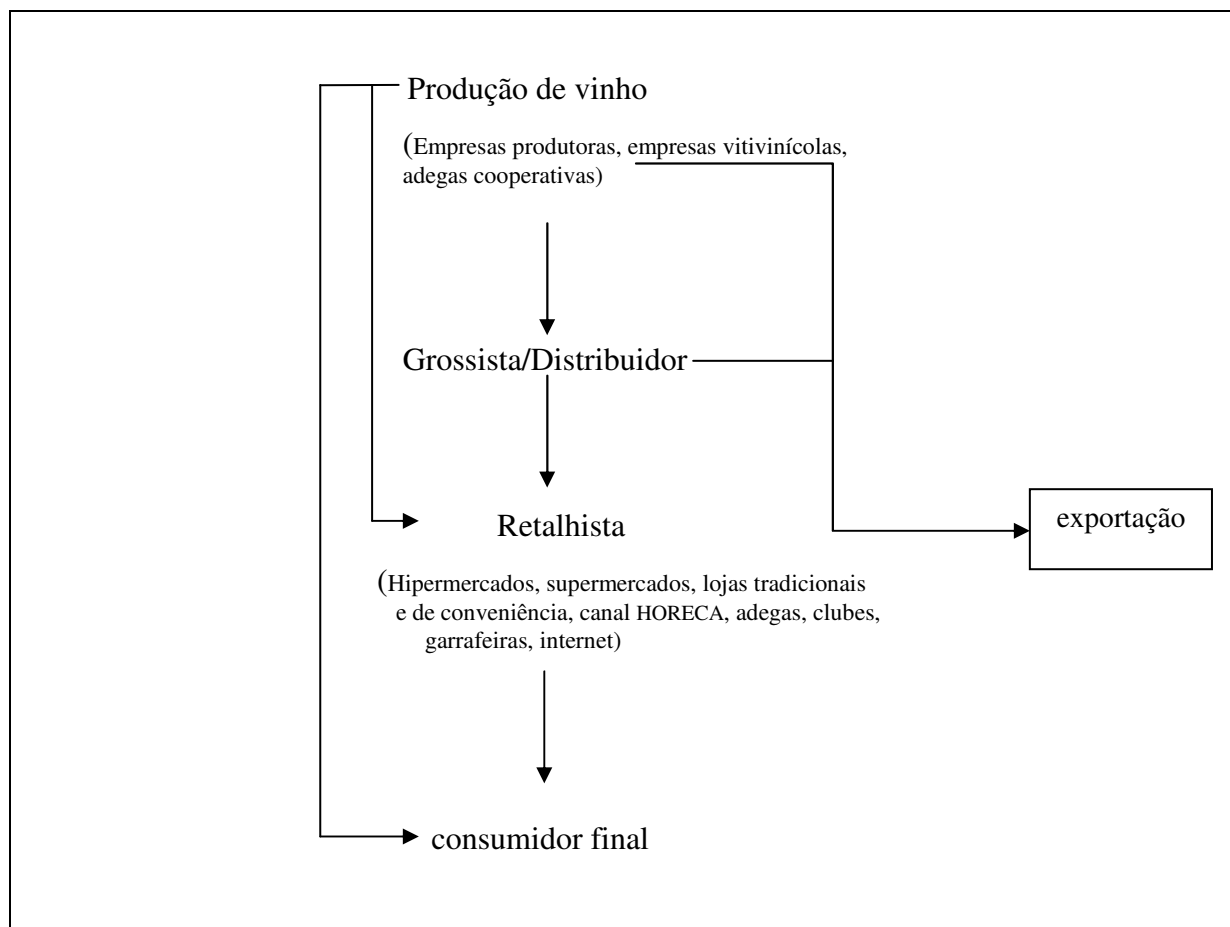 Produção de vinho
(Empresas produtoras, empresas vitivinícolas,
adegas cooperativas)
Grossista/Distribuidor
Retalhista
exportação
(Hipermercados, supermercados, lojas tradicionais
e de conveniência, canal HORECA, adegas, clubes,
garrafeiras, internet)
consumidor final